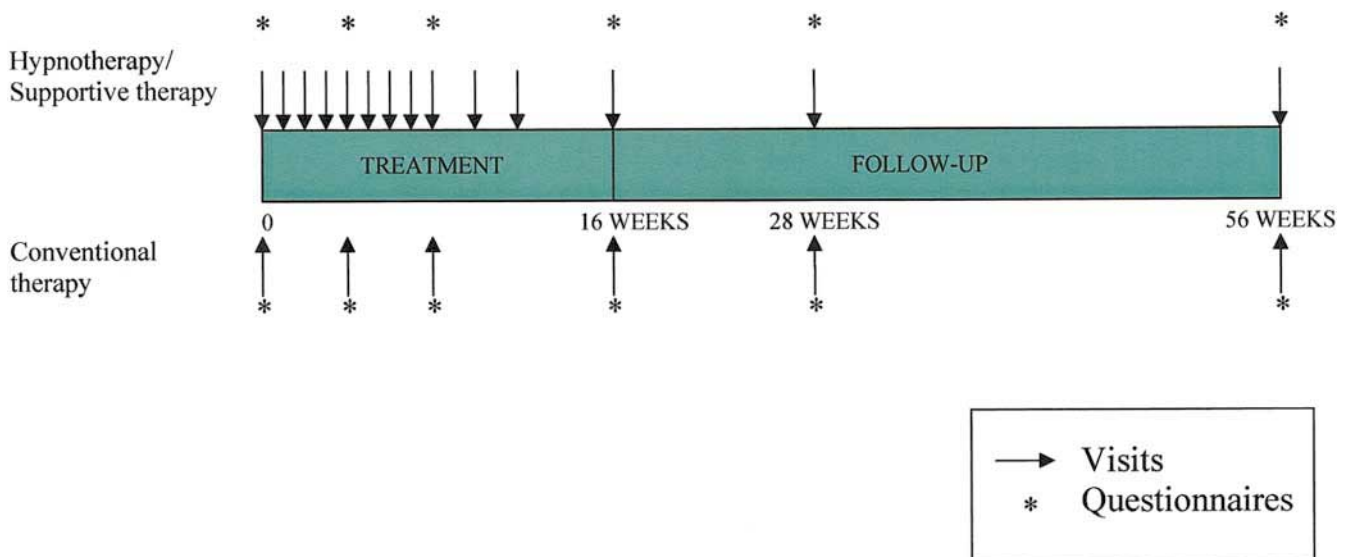 * * * * * *
Hypnotherapy/
Supportive therapy
TREATMENT FOLLOW-UP
0 16 WEEKS 28 WEEKS 56 WEEKS
Conventional
therapy
* * * * * *
Visits
* Questionnaires